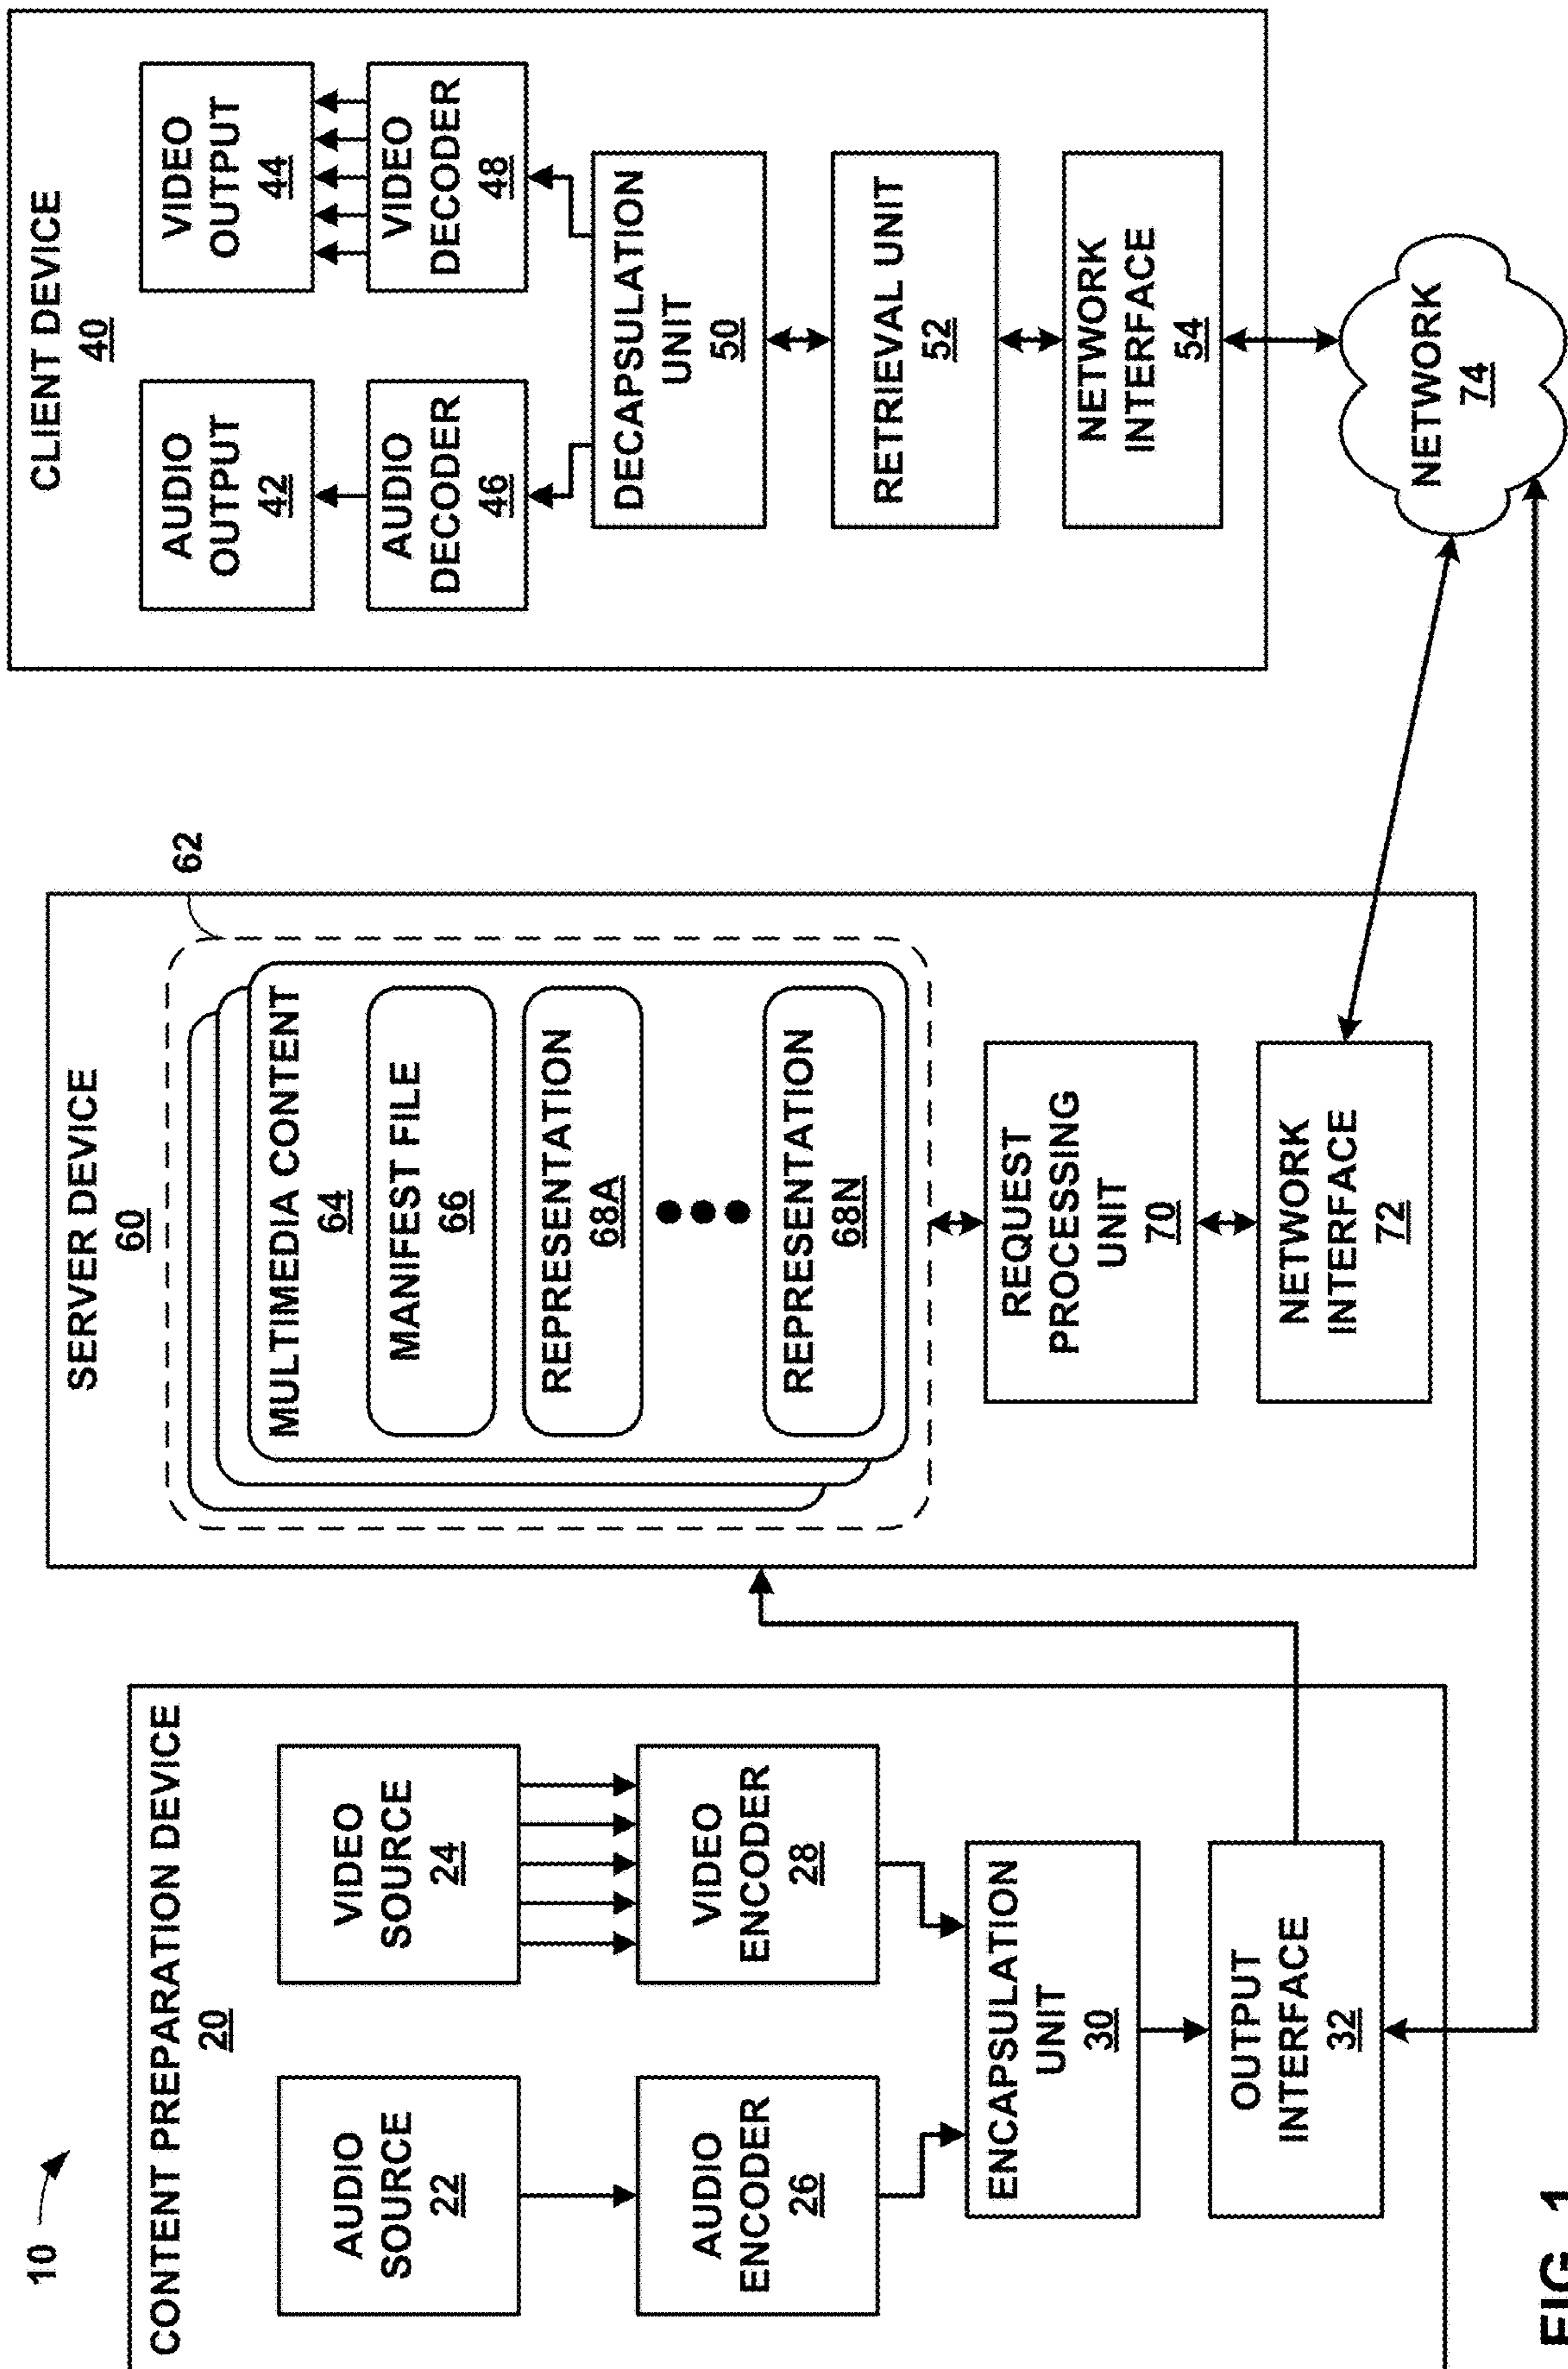 10
CONTENT PREPARATION DEVICE
20
AUDIO
SOURCE
22
VIDEO
SOURCE
24
AUDIO
ENCODER
26
VIDEO
ENCODER
28
ENCAPSULATION
UNIT
30
OUTPUT
INTERFACE
32
SERVER DEVICE
60
62
MULTIMEDIA CONTENT
64
MANIFEST FILE
66
REPRESENTATION
68A
REPRESENTATION
68N
REQUEST
PROCESSING
UNIT
70
NETWORK
INTERFACE
72
CLIENT DEVICE
40
AUDIO
OUTPUT
42
VIDEO
OUTPUT
44
AUDIO
DECODER
46
VIDEO
DECODER
48
DECAPSULATION
UNIT
50
RETRIEVAL UNIT
52
NETWORK
INTERFACE
54
NETWORK
74
FIG. 1